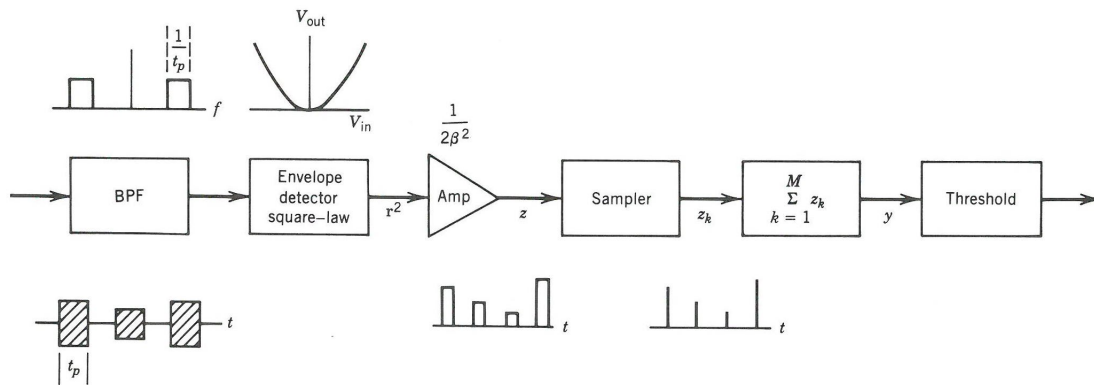 V_out
1
t_p
f
V_in
1
2β²
BPF
Envelope
detector
square–law
r²
Amp
z
Sampler
z_k
M
Σ z_k
k = 1
y
Threshold
t
t_p
t
t